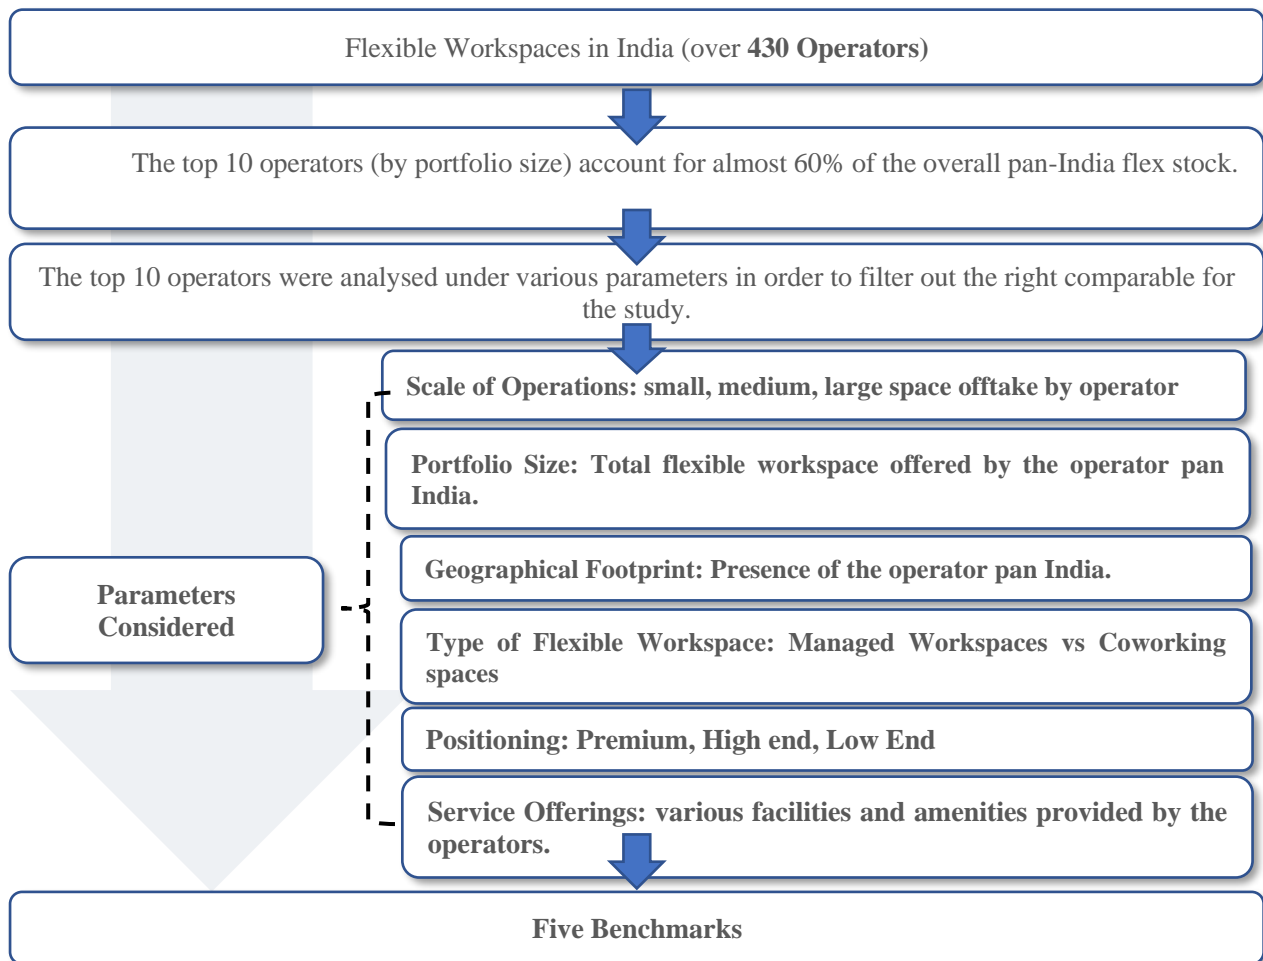 Flexible Workspaces in India (over 430 Operators)
The top 10 operators (by portfolio size) account for almost 60% of the overall pan-India flex stock.
The top 10 operators were analysed under various parameters in order to filter out the right comparable for
the study.
Scale of Operations: small, medium, large space offtake by operator
Portfolio Size: Total flexible workspace offered by the operator pan
India.
Geographical Footprint: Presence of the operator pan India.
Parameters
Considered
Type of Flexible Workspace: Managed Workspaces vs Coworking
spaces
Positioning: Premium, High end, Low End
Service Offerings: various facilities and amenities provided by the
operators.
Five Benchmarks